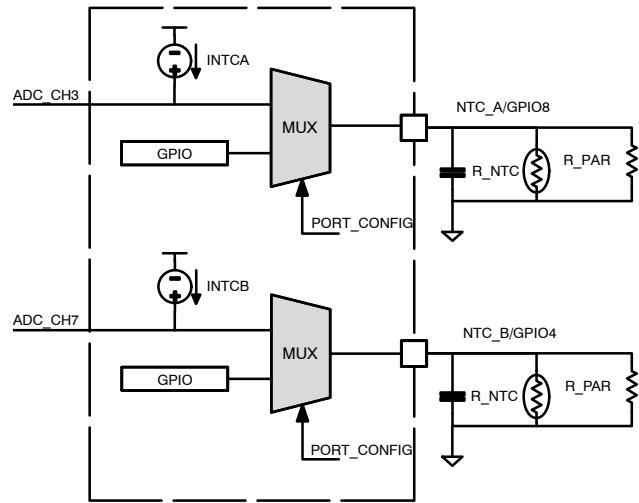 INTCA
ADC_CH3
NTC_A/GPIO8
MUX
GPIO
R_NTC
R_PAR
PORT_CONFIG
INTCB
ADC_CH7
NTC_B/GPIO4
MUX
GPIO
R_NTC
R_PAR
PORT_CONFIG